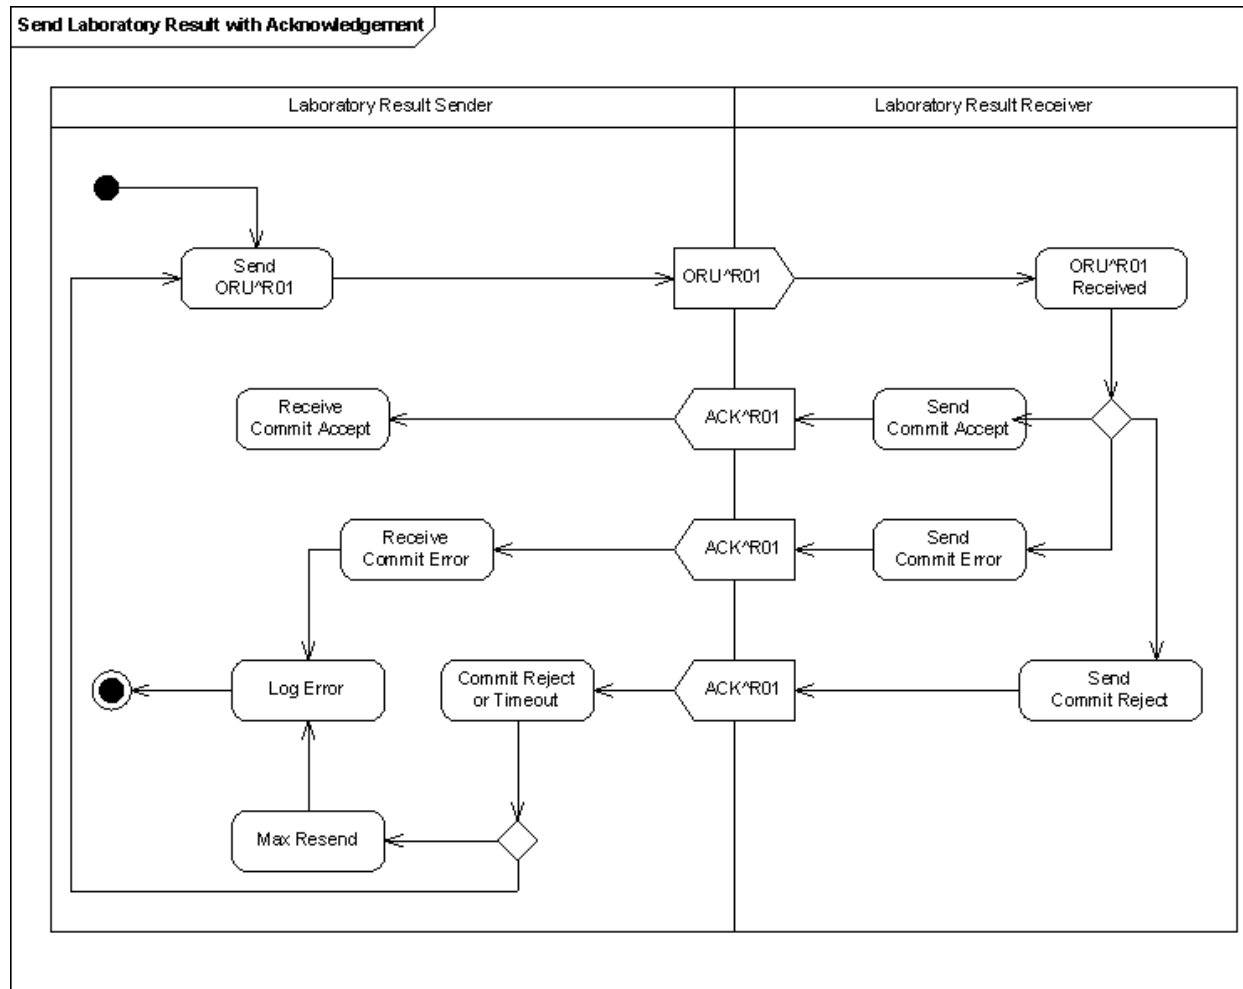 Send Laboratory Result with Acknowledgement
Laboratory Result Sender
Laboratory Result Receiver
Send
ORU^R01
ORU^R01
ORU^R01
Received
Receive
Commit Accept
ACK^R01
Send
Commit Accept
Receive
Commit Error
ACK^R01
Send
Commit Error
Log Error
Commit Reject
or Timeout
ACK^R01
Send
Commit Reject
Max Resend